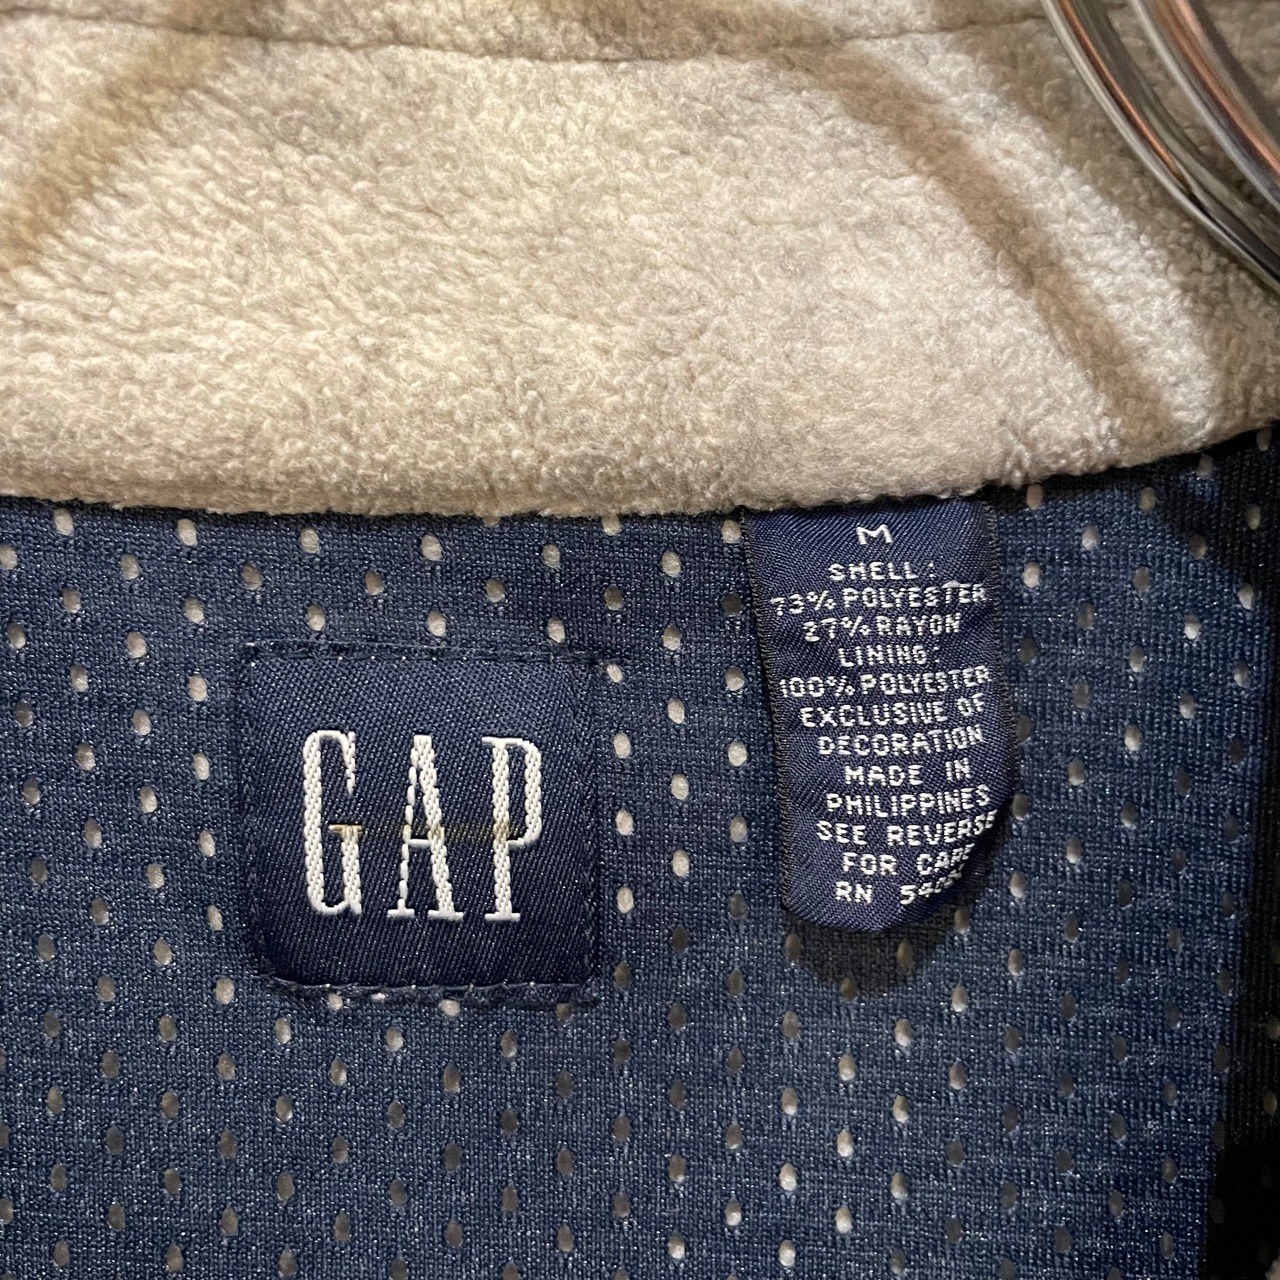 GAP
M
SHELL:
73% POLYESTER
27% RAYON
LINING:
100% POLYESTER
EXCLUSIVE OF
DECORATION
MADE IN
PHILIPPINES
SEE REVERSE
FOR CARE
RN